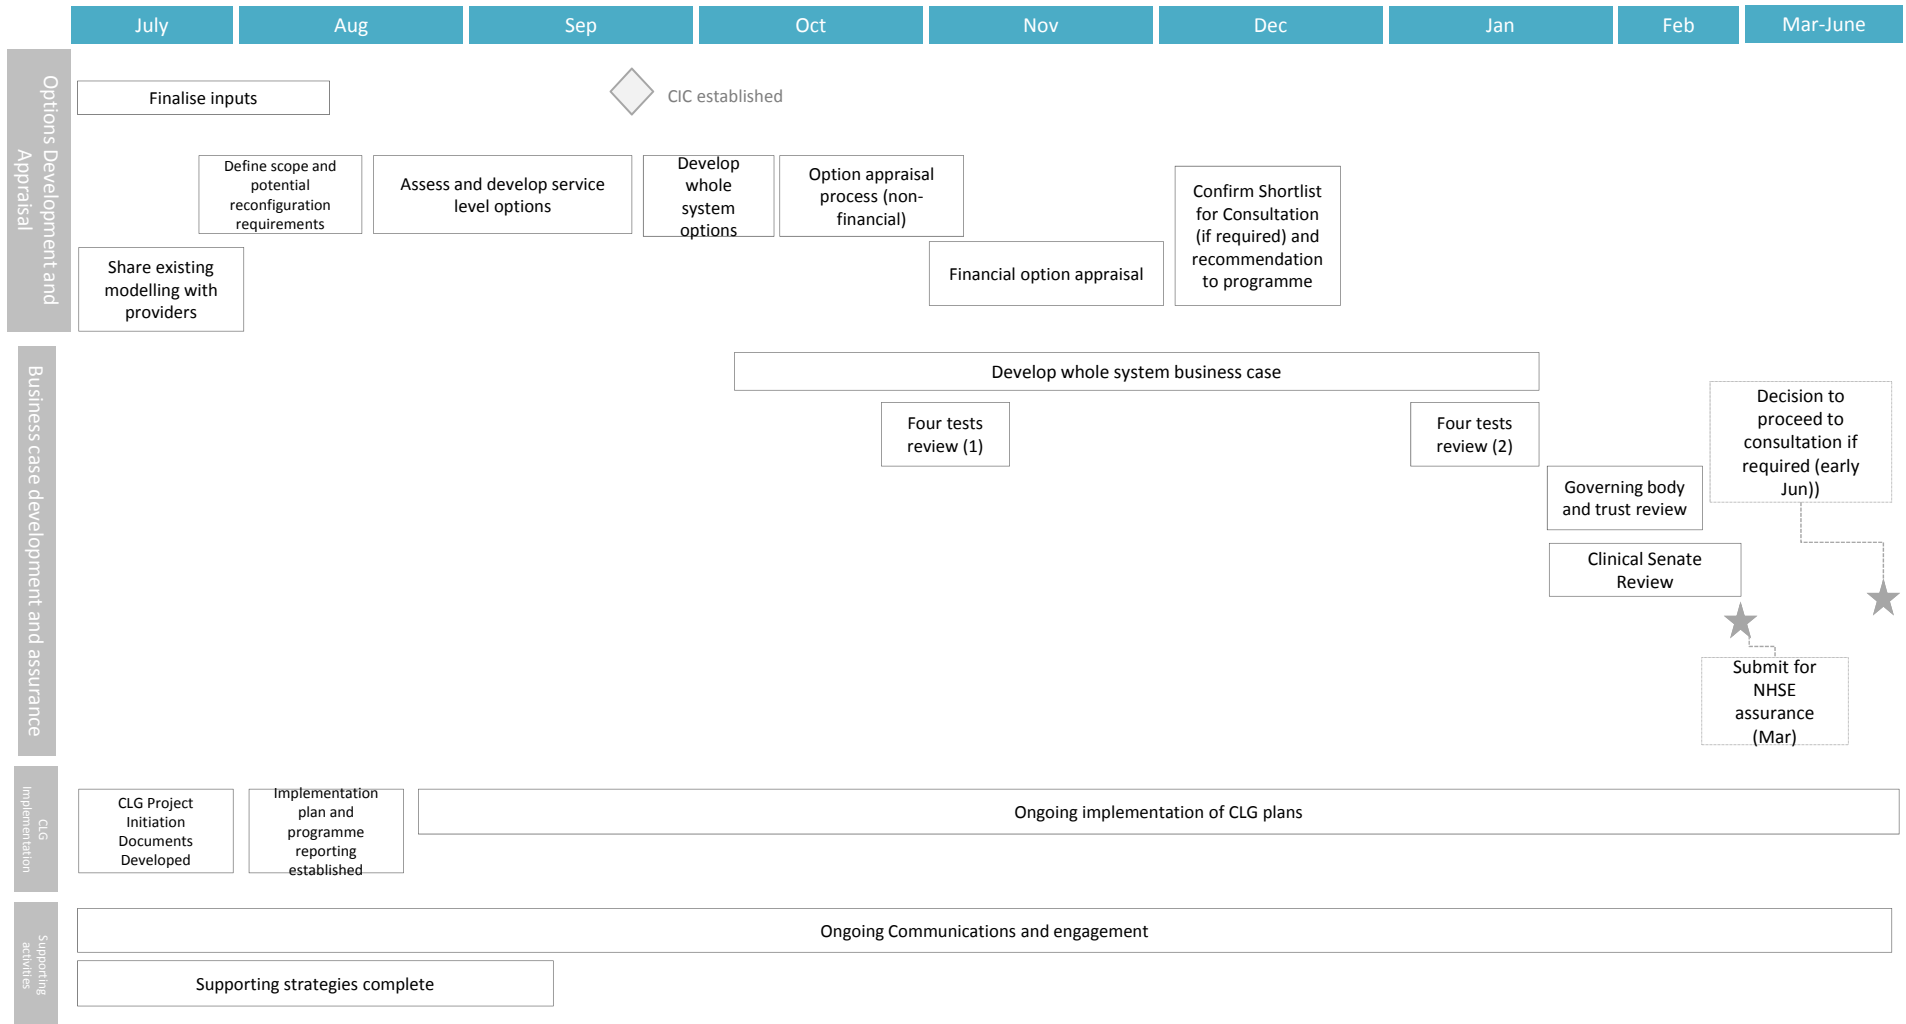 July
Aug
Sep
Oct
Nov
Dec
Jan
Feb
Mar-June
Options Development and
Appraisal
Finalise inputs
CIC established
Define scope and
potential
reconfiguration
requirements
Assess and develop service
level options
Develop
whole
system
options
Option appraisal
process (non-
financial)
Confirm Shortlist
for Consultation
(if required) and
recommendation
to programme
Share existing
modelling with
providers
Financial option appraisal
Business case development and assurance
Develop whole system business case
Four tests
review (1)
Four tests
review (2)
Decision to
proceed to
consultation if
required (early
Jun))
Governing body
and trust review
Clinical Senate
Review
Submit for
NHSE
assurance
(Mar)
CLG
Implementation
CLG Project
Initiation
Documents
Developed
Implementation
plan and
programme
reporting
established
Ongoing implementation of CLG plans
Supporting
activities
Ongoing Communications and engagement
Supporting strategies complete